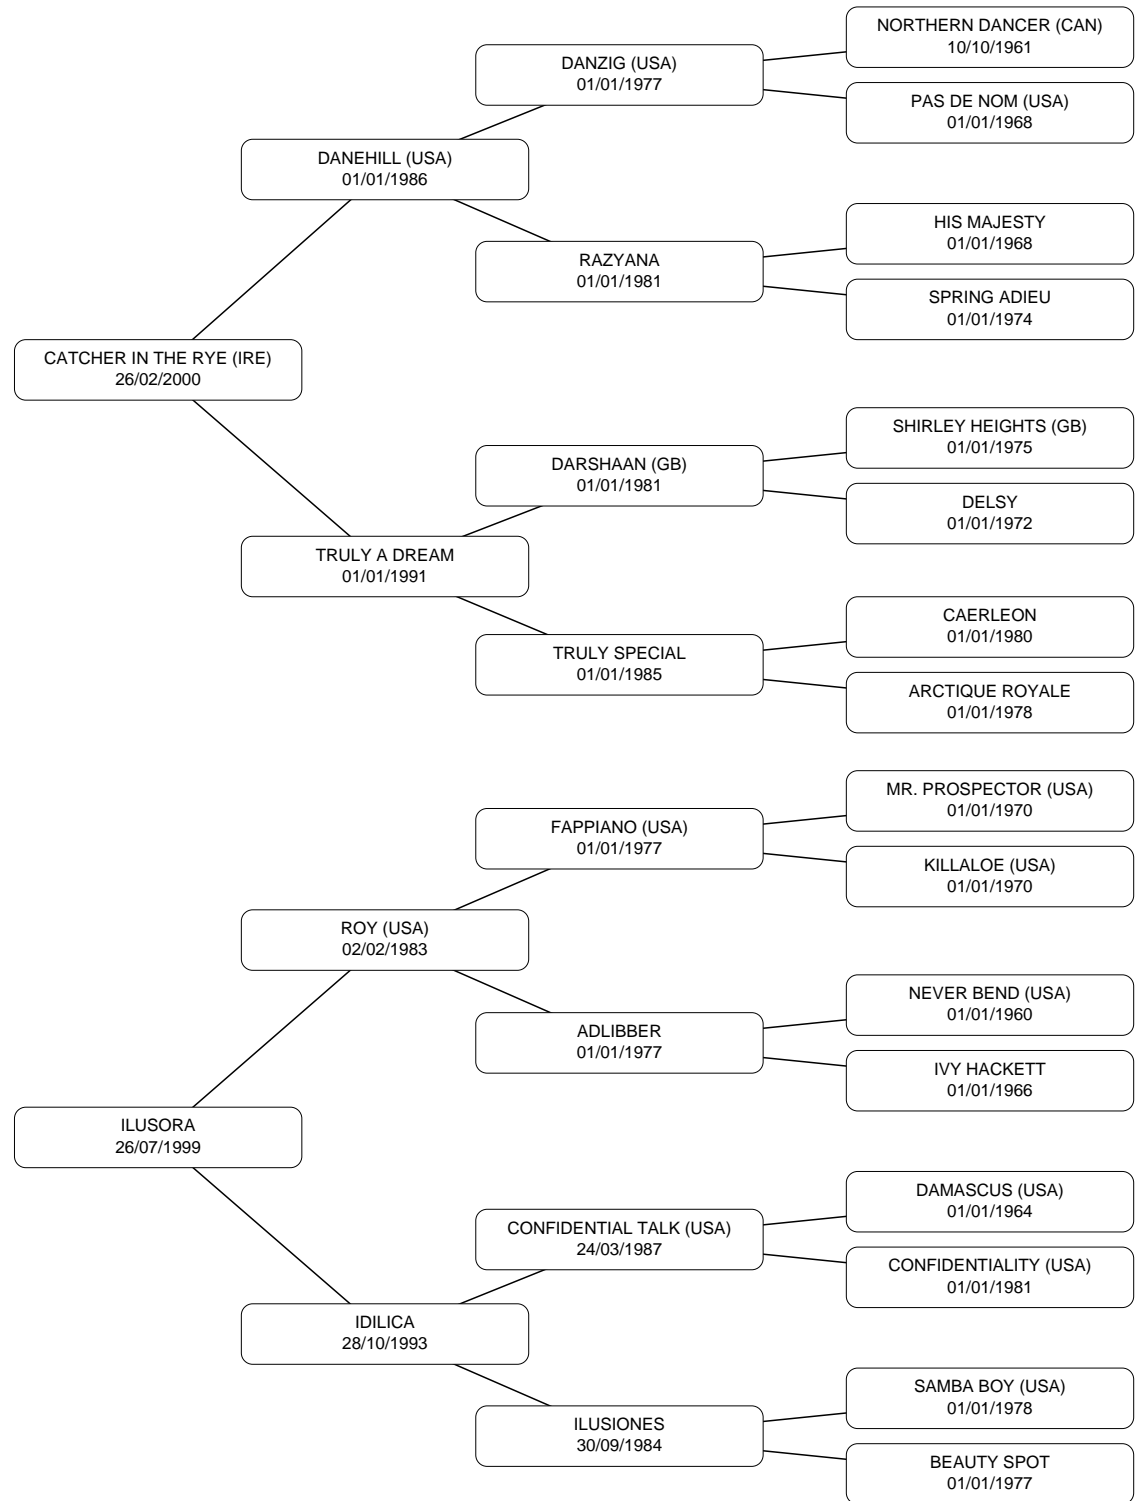 NORTHERN DANCER (CAN)
10/10/1961
DANZIG (USA)
01/01/1977
PAS DE NOM (USA)
01/01/1968
DANEHILL (USA)
01/01/1986
HIS MAJESTY
01/01/1968
RAZYANA
01/01/1981
SPRING ADIEU
01/01/1974
CATCHER IN THE RYE (IRE)
26/02/2000
SHIRLEY HEIGHTS (GB)
01/01/1975
DARSHAAN (GB)
01/01/1981
DELSY
01/01/1972
TRULY A DREAM
01/01/1991
CAERLEON
01/01/1980
TRULY SPECIAL
01/01/1985
ARCTIQUE ROYALE
01/01/1978
MR. PROSPECTOR (USA)
01/01/1970
FAPPIANO (USA)
01/01/1977
KILLALOE (USA)
01/01/1970
ROY (USA)
02/02/1983
NEVER BEND (USA)
01/01/1960
ADLIBBER
01/01/1977
IVY HACKETT
01/01/1966
ILUSORA
26/07/1999
DAMASCUS (USA)
01/01/1964
CONFIDENTIAL TALK (USA)
24/03/1987
CONFIDENTIALITY (USA)
01/01/1981
IDILICA
28/10/1993
SAMBA BOY (USA)
01/01/1978
ILUSIONES
30/09/1984
BEAUTY SPOT
01/01/1977